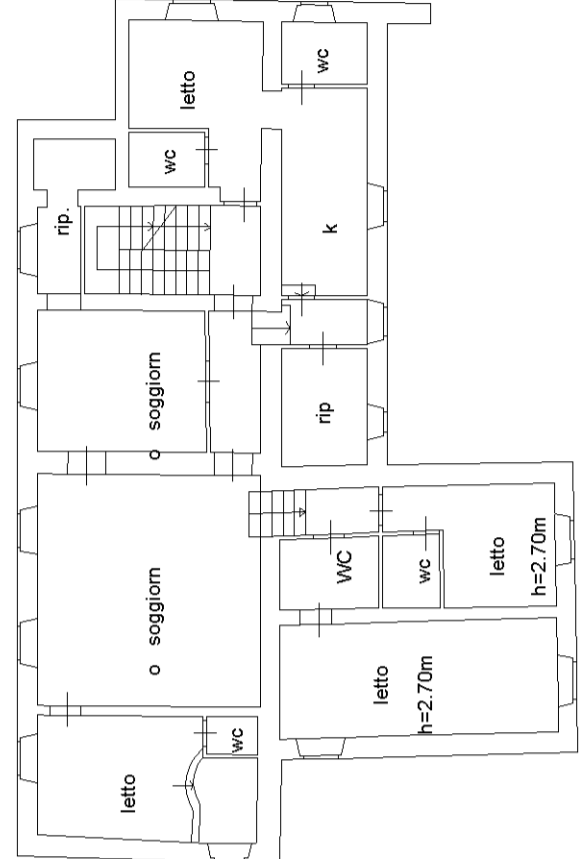 letto
wc
wc
rip.
k
o soggiorn
rip
o soggiorn
WC
wc
letto
h=2.70m
letto
h=2.70m
wc
letto